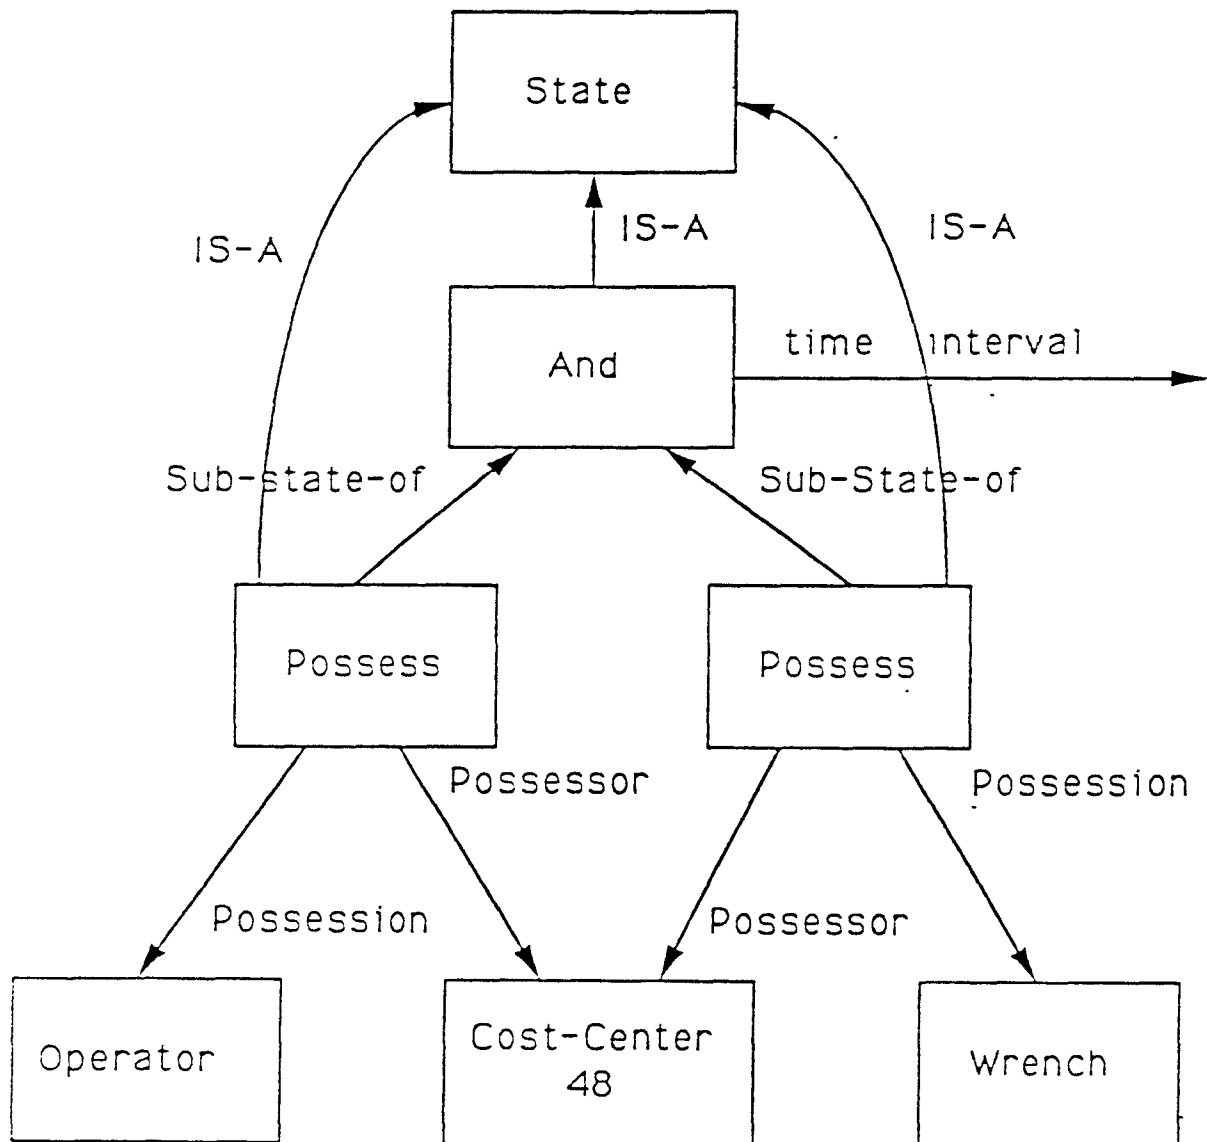 State
IS-A
IS-A
IS-A
And
time interval
Sub-state-of
Sub-State-of
Possess
Possess
Possessor
Possession
Possession
Possessor
Operator
Cost-Center
48
Wrench